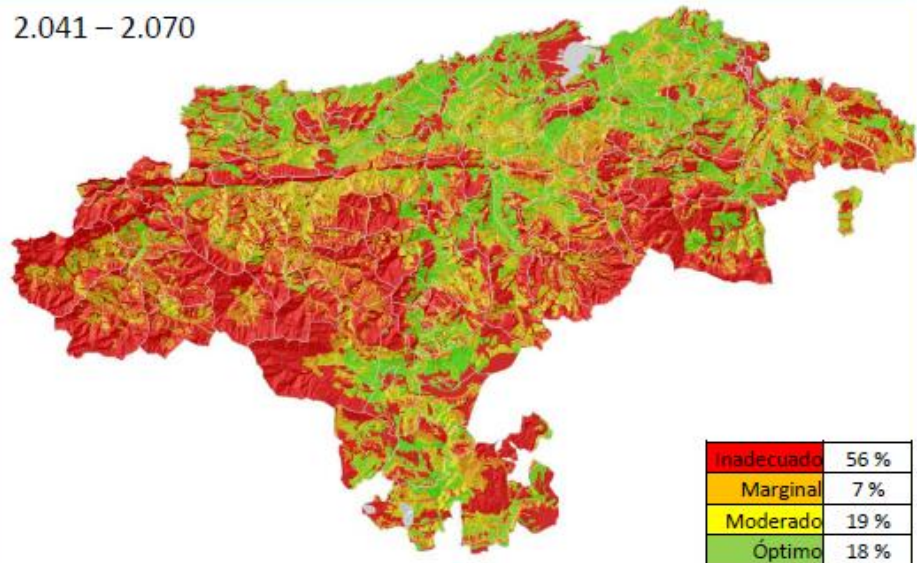 2.041 – 2.070
Inadecuado 56 %
Marginal 7 %
Moderado 19 %
Óptimo 18 %